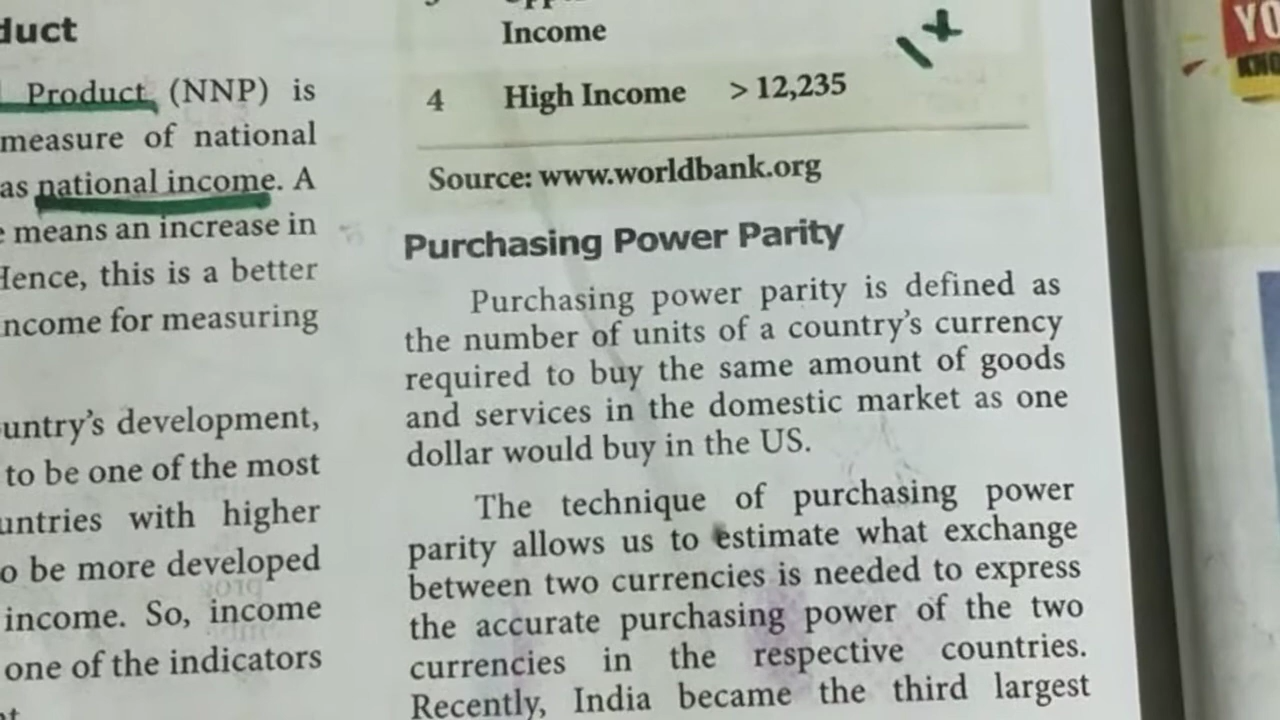 duct
Product (NNP) is
measure of national
as national income. A
means an increase in
Hence, this is a better
ncome for measuring
untry's development,
to be one of the most
untries with higher
o be more developed
income. So, income
one of the indicators
Income
4 High Income > 12,235
Source: www.worldbank.org
Purchasing Power Parity
Purchasing power parity is defined as
the number of units of a country's currency
required to buy the same amount of goods
and services in the domestic market as one
dollar would buy in the US.
The technique of purchasing power
parity allows us to estimate what exchange
between two currencies is needed to express
the accurate purchasing power of the two
currencies in the respective countries.
Recently, India became the third largest
YO
KNO